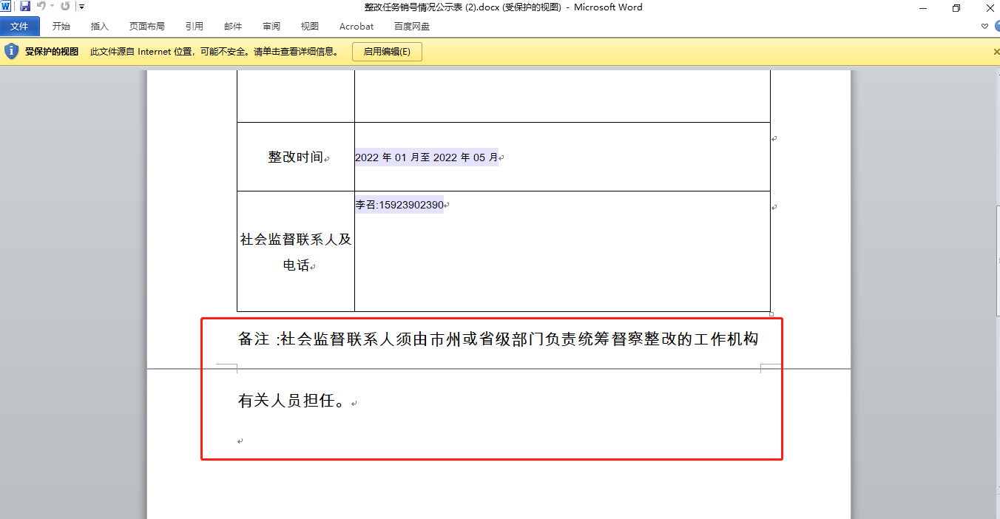 整改任务销号情况公示表 (2).docx (受保护的视图) - Microsoft Word
文件 开始 插入 页面布局 引用 邮件 审阅 视图 Acrobat 百度网盘
受保护的视图 此文件源自 Internet 位置，可能不安全。请单击查看详细信息。 启用编辑(E)
整改时间 2022 年 01 月至 2022 年 05 月
李召:15923902390
社会监督联系人及
电话
备注 :社会监督联系人须由市州或省级部门负责统筹督察整改的工作机构
有关人员担任。